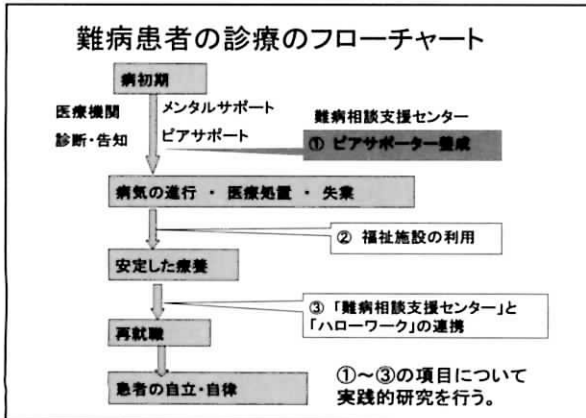 難病患者の診療のフローチャート
病初期
医療機関
診断・告知
メンタルサポート
ピアサポート
難病相談支援センター
① ピアサポーター養成
病気の進行 ・ 医療処置 ・ 失業
② 福祉施設の利用
安定した療養
③ 「難病相談支援センター」と
「ハローワーク」の連携
再就職
患者の自立・自律
①～③の項目について
実践的研究を行う。